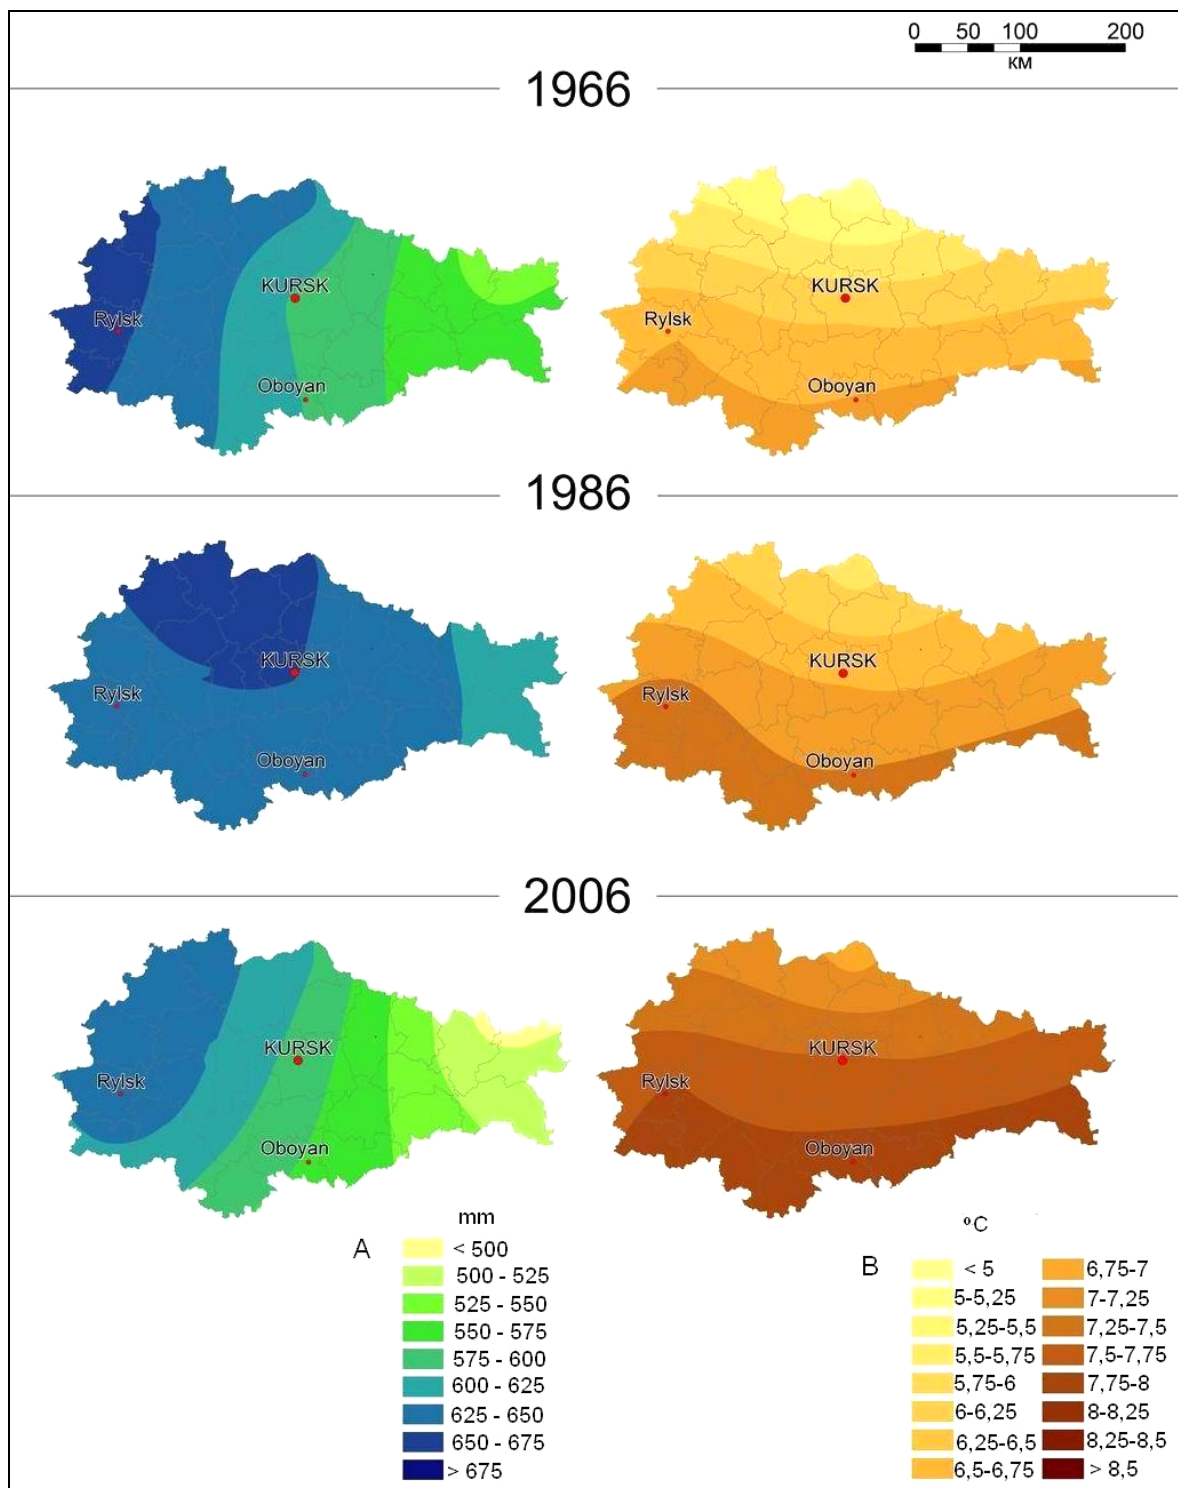 0 50 100 200
КМ
1966
KURSK
Rylsk
Oboyan
KURSK
Rylsk
Oboyan
1986
KURSK
Rylsk
Oboyan
KURSK
Rylsk
Oboyan
2006
KURSK
Rylsk
Oboyan
KURSK
Rylsk
Oboyan
mm
A
< 500
500 - 525
525 - 550
550 - 575
575 - 600
600 - 625
625 - 650
650 - 675
> 675
ºC
B
< 5
5-5,25
5,25-5,5
5,5-5,75
5,75-6
6-6,25
6,25-6,5
6,5-6,75
6,75-7
7-7,25
7,25-7,5
7,5-7,75
7,75-8
8-8,25
8,25-8,5
> 8,5